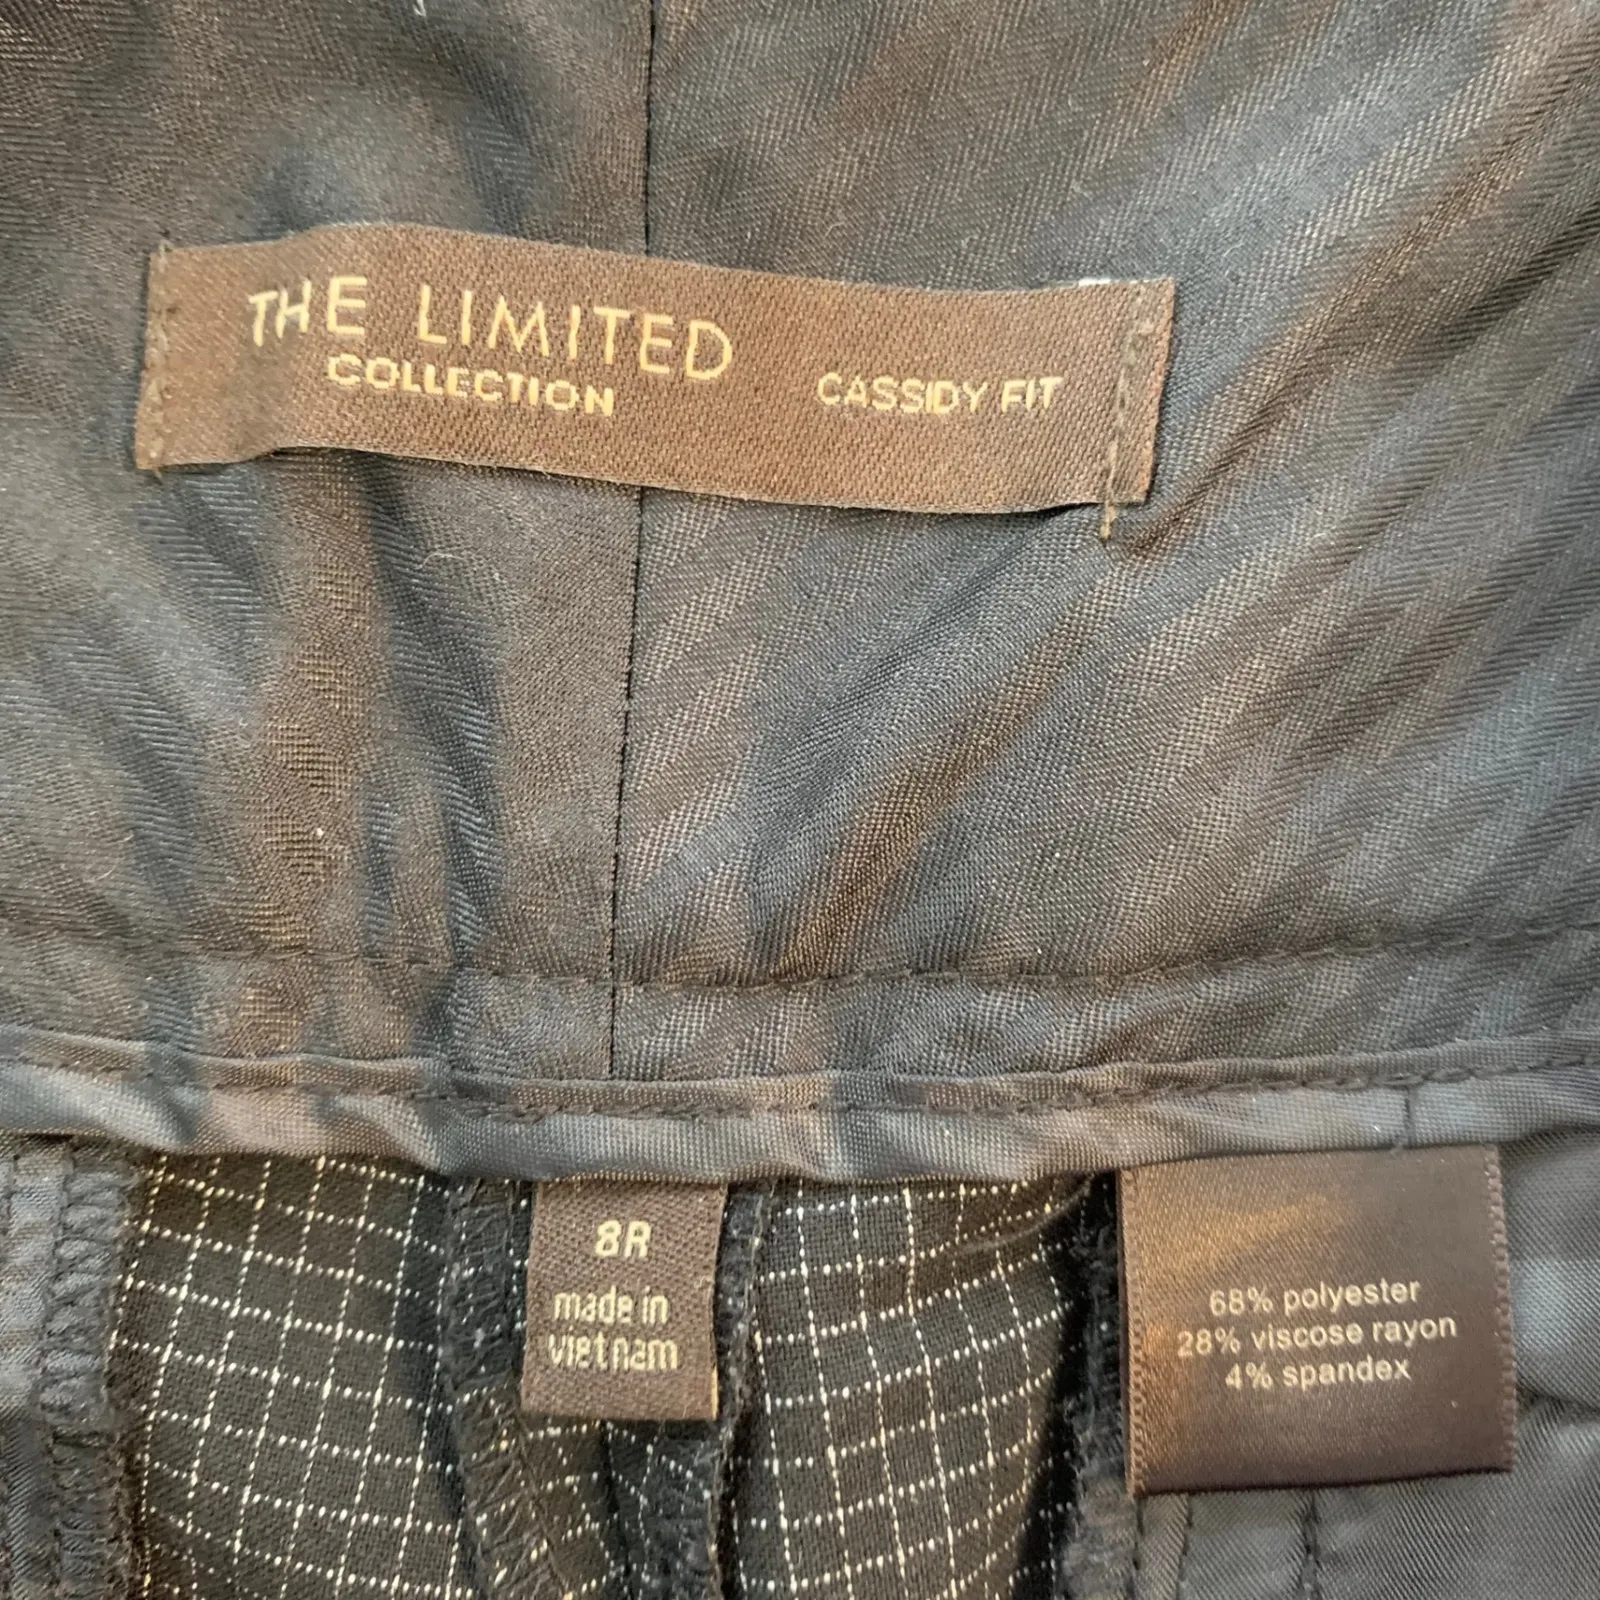 THE LIMITED
COLLECTION
CASSIDY FIT
8R
made in
vietnam
68% polyester
28% viscose rayon
4% spandex